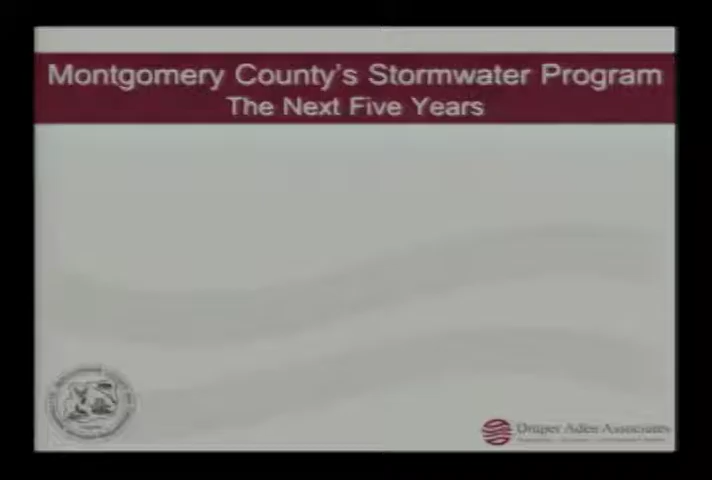 Montgomery County's Stormwater Program
The Next Five Years
Draper Aden Associates